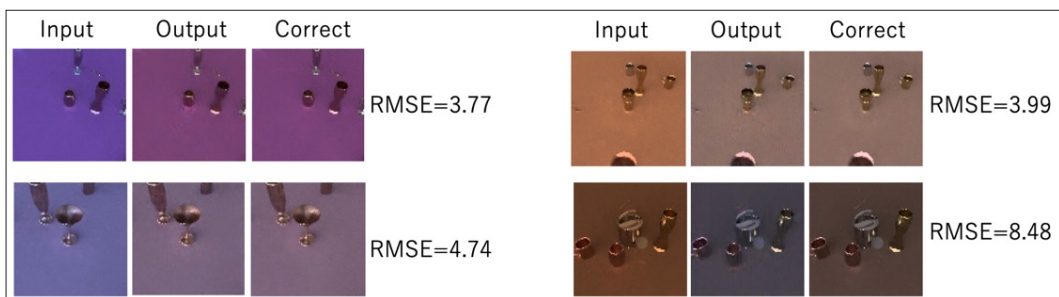 Input Output Correct
RMSE=3.77
RMSE=4.74
Input Output Correct
RMSE=3.99
RMSE=8.48